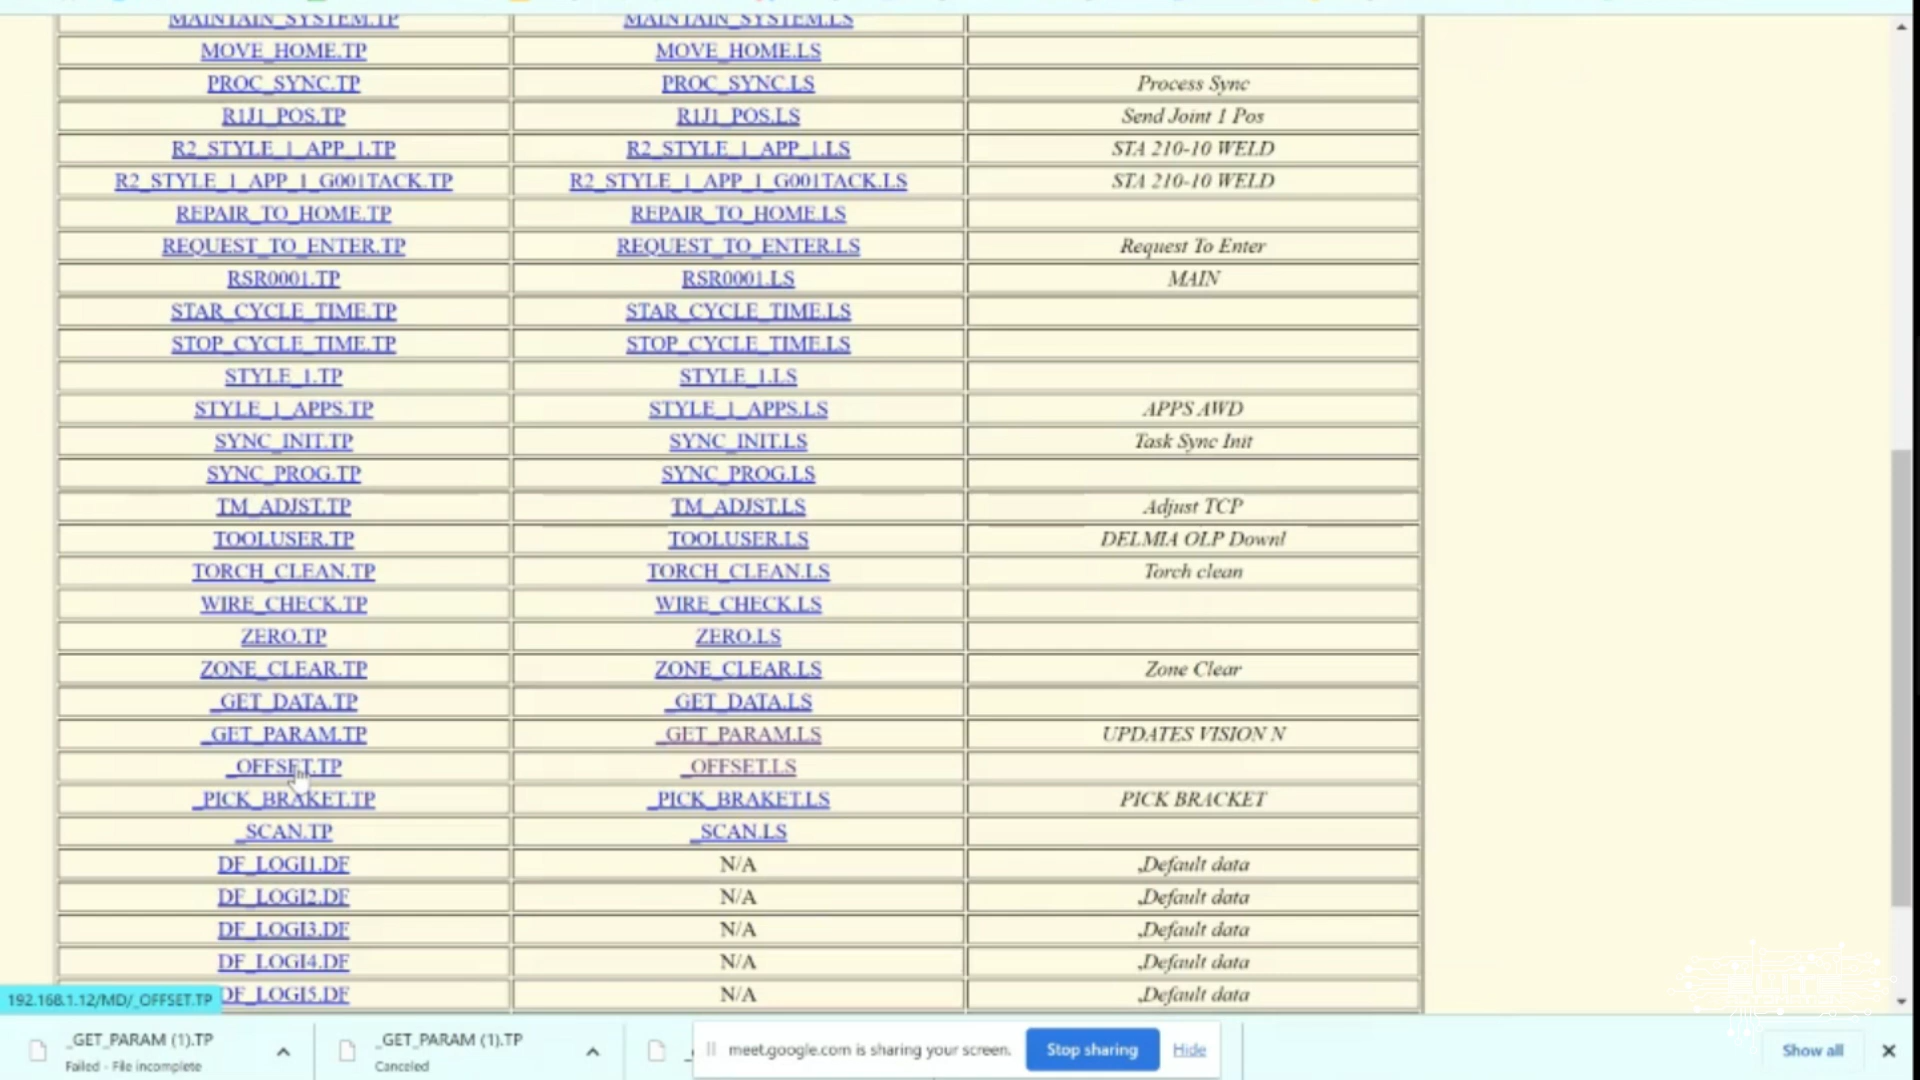 MAINTAIN_SYSTEM.TP MAINTAIN_SYSTEM.LS
MOVE_HOME.TP MOVE_HOME.LS
PROC_SYNC.TP PROC_SYNC.LS Process Sync
R1J1_POS.TP R1J1_POS.LS Send Joint 1 Pos
R2_STYLE_1_APP_1.TP R2_STYLE_1_APP_1.LS STA 210-10 WELD
R2_STYLE_1_APP_1_G001TACK.TP R2_STYLE_1_APP_1_G001TACK.LS STA 210-10 WELD
REPAIR_TO_HOME.TP REPAIR_TO_HOME.LS
REQUEST_TO_ENTER.TP REQUEST_TO_ENTER.LS Request To Enter
RSR0001.TP RSR0001.LS MAIN
STAR_CYCLE_TIME.TP STAR_CYCLE_TIME.LS
STOP_CYCLE_TIME.TP STOP_CYCLE_TIME.LS
STYLE_1.TP STYLE_1.LS
STYLE_1_APPS.TP STYLE_1_APPS.LS APPS AWD
SYNC_INIT.TP SYNC_INIT.LS Task Sync Init
SYNC_PROG.TP SYNC_PROG.LS
TM_ADJST.TP TM_ADJST.LS Adjust TCP
TOOLUSER.TP TOOLUSER.LS DELMIA OLP Downl
TORCH_CLEAN.TP TORCH_CLEAN.LS Torch clean
WIRE_CHECK.TP WIRE_CHECK.LS
ZERO.TP ZERO.LS
ZONE_CLEAR.TP ZONE_CLEAR.LS Zone Clear
_GET_DATA.TP _GET_DATA.LS
_GET_PARAM.TP _GET_PARAM.LS UPDATES VISION N
_OFFSET.TP _OFFSET.LS
_PICK_BRAKET.TP _PICK_BRAKET.LS PICK BRACKET
_SCAN.TP _SCAN.LS
DF_LOGI1.DF N/A ,Default data
DF_LOGI2.DF N/A ,Default data
DF_LOGI3.DF N/A ,Default data
DF_LOGI4.DF N/A ,Default data
192.168.1.12/MD/_OFFSET.TP DF_LOGI5.DF N/A ,Default data
_GET_PARAM (1).TP _GET_PARAM (1).TP
Failed - File incomplete Canceled
meet.google.com is sharing your screen. Stop sharing Hide Show all